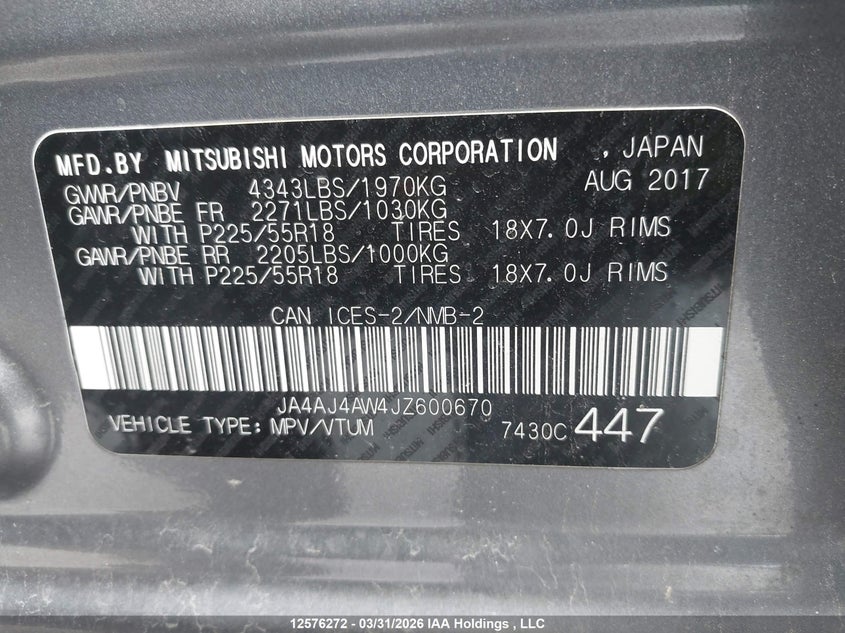 MFD.BY MITSUBISHI MOTORS CORPORATION , JAPAN
GVWR/PNBV 4343LBS/1970KG AUG 2017
GAWR/PNBE FR 2271LBS/1030KG
WITH P225/55R18 TIRES 18X7.0J RIMS
GAWR/PNBE RR 2205LBS/1000KG
WITH P225/55R18 TIRES 18X7.0J RIMS
CAN ICES-2/NMB-2
JA4AJ4AW4JZ600670
VEHICLE TYPE: MPV/VTUM 7430C 447
12576272 - 03/31/2026 IAA Holdings , LLC